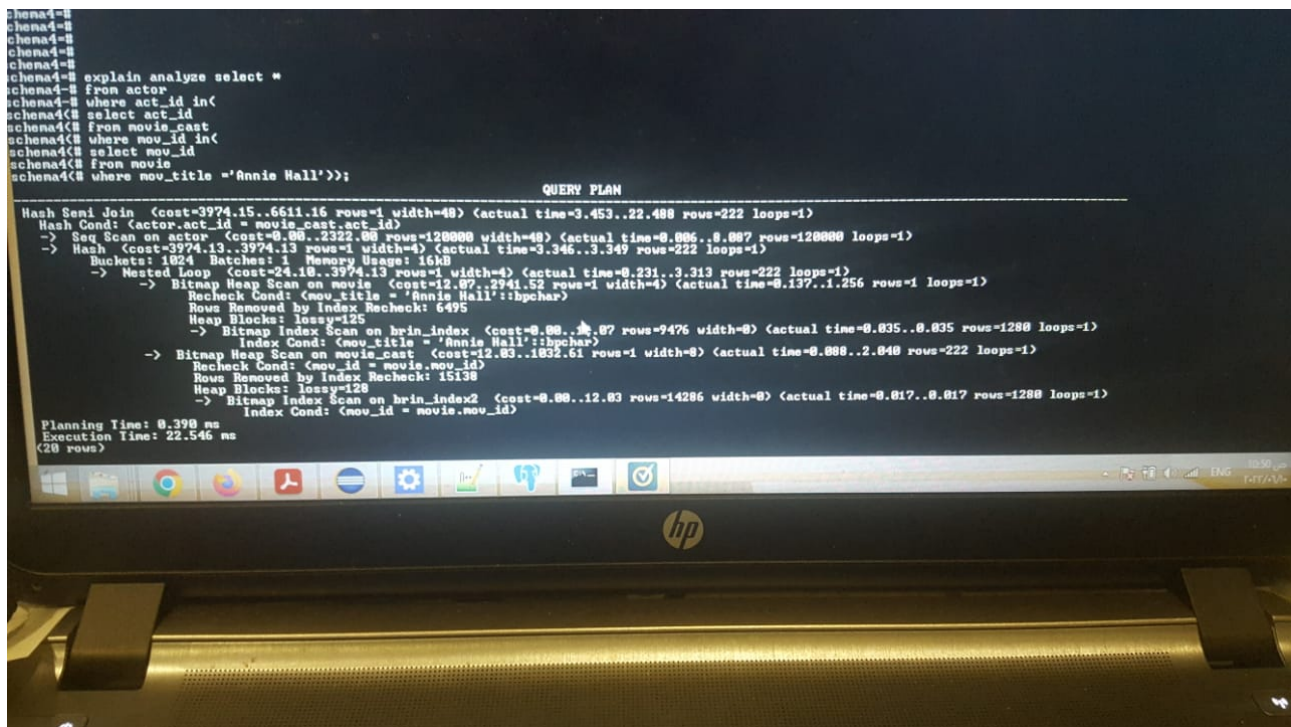 schema4=#
schema4=#
schema4=#
schema4=#
schema4=#
schema4=# explain analyze select *
schema4-# from actor
schema4-# where act_id in(
schema4(# select act_id
schema4(# from movie_cast
schema4(# where mov_id in(
schema4(# select mov_id
schema4(# from movie
schema4(# where mov_title ='Annie Hall'));
QUERY PLAN
Hash Semi Join (cost=3974.15..6611.16 rows=1 width=48) (actual time=3.453..22.488 rows=222 loops=1)
Hash Cond: (actor.act_id = movie_cast.act_id)
-> Seq Scan on actor (cost=0.00..2322.00 rows=120000 width=48) (actual time=0.006..8.087 rows=120000 loops=1)
-> Hash (cost=3974.13..3974.13 rows=1 width=4) (actual time=3.346..3.349 rows=222 loops=1)
Buckets: 1024 Batches: 1 Memory Usage: 16kB
-> Nested Loop (cost=24.10..3974.13 rows=1 width=4) (actual time=0.231..3.313 rows=222 loops=1)
-> Bitmap Heap Scan on movie (cost=12.07..2941.52 rows=1 width=4) (actual time=0.137..1.256 rows=1 loops=1)
Recheck Cond: (mov_title = 'Annie Hall'::bpchar)
Rows Removed by Index Recheck: 6495
Heap Blocks: lossy=125
-> Bitmap Index Scan on brin_index rows=9476 width=0) (actual time=0.035..0.035 rows=1280 loops=1)
Index Cond: (mov_title = 'Annie Hall'::bpchar)
-> Bitmap Heap Scan on movie_cast (cost=12.03..1032.61 rows=1 width=8) (actual time=0.088..2.040 rows=222 loops=1)
Recheck Cond: (mov_id = movie.mov_id)
Rows Removed by Index Recheck: 15138
Heap Blocks: lossy=128
-> Bitmap Index Scan on brin_index2 (cost=0.00..12.03 rows=14286 width=0) (actual time=0.017..0.017 rows=1280 loops=1)
Index Cond: (mov_id = movie.mov_id)
Planning Time: 0.390 ms
Execution Time: 22.546 ms
(20 rows)
ENG
10:50 ص
hp